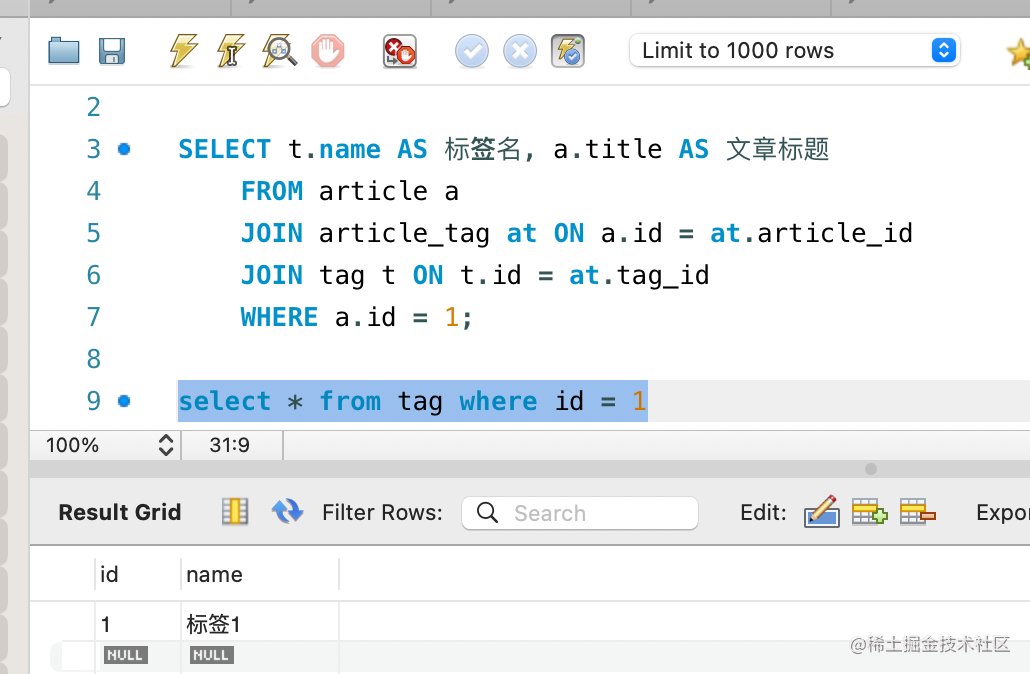 Limit to 1000 rows
2
3 SELECT t.name AS 标签名, a.title AS 文章标题
4 FROM article a
5 JOIN article_tag at ON a.id = at.article_id
6 JOIN tag t ON t.id = at.tag_id
7 WHERE a.id = 1;
8
9 select * from tag where id = 1
100% 31:9
Result Grid Filter Rows: Search Edit: Expor
id name
1 标签1
NULL NULL
@稀土掘金技术社区